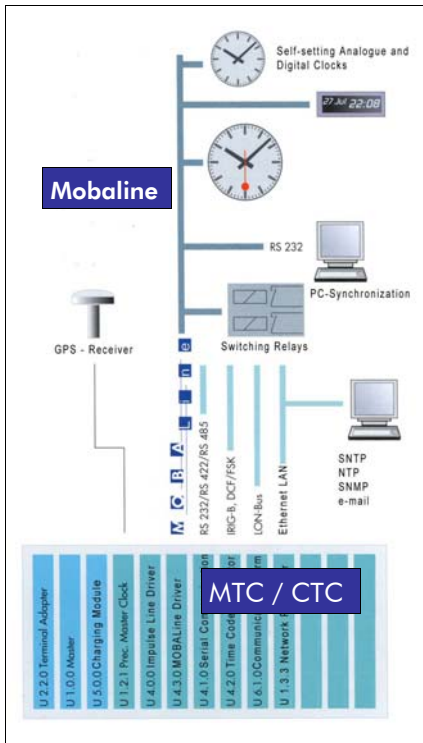 Self-setting Analogue and
Digital Clocks
27 Jul 22:08
Mobaline
RS 232
PC-Synchronization
GPS - Receiver
Switching Relays
MOBALine
RS 232/RS 422/RS 485
IRIG-B, DCF/FSK
LON-Bus
Ethernet LAN
SNTP
NTP
SNMP
e-mail
MTC / CTC
U 2.2.0 Terminal Adapter
U 1.0.0 Master
U 5.0.0 Charging Module
U 1.2.1 Prec. Master Clock
U 4.0.0 Impulse Line Driver
U 4.3.0 MOBALine Driver
U 4.1.0 Serial
U 4.2.0 Time Code
U 6.1.0
U 1.3.3 Network